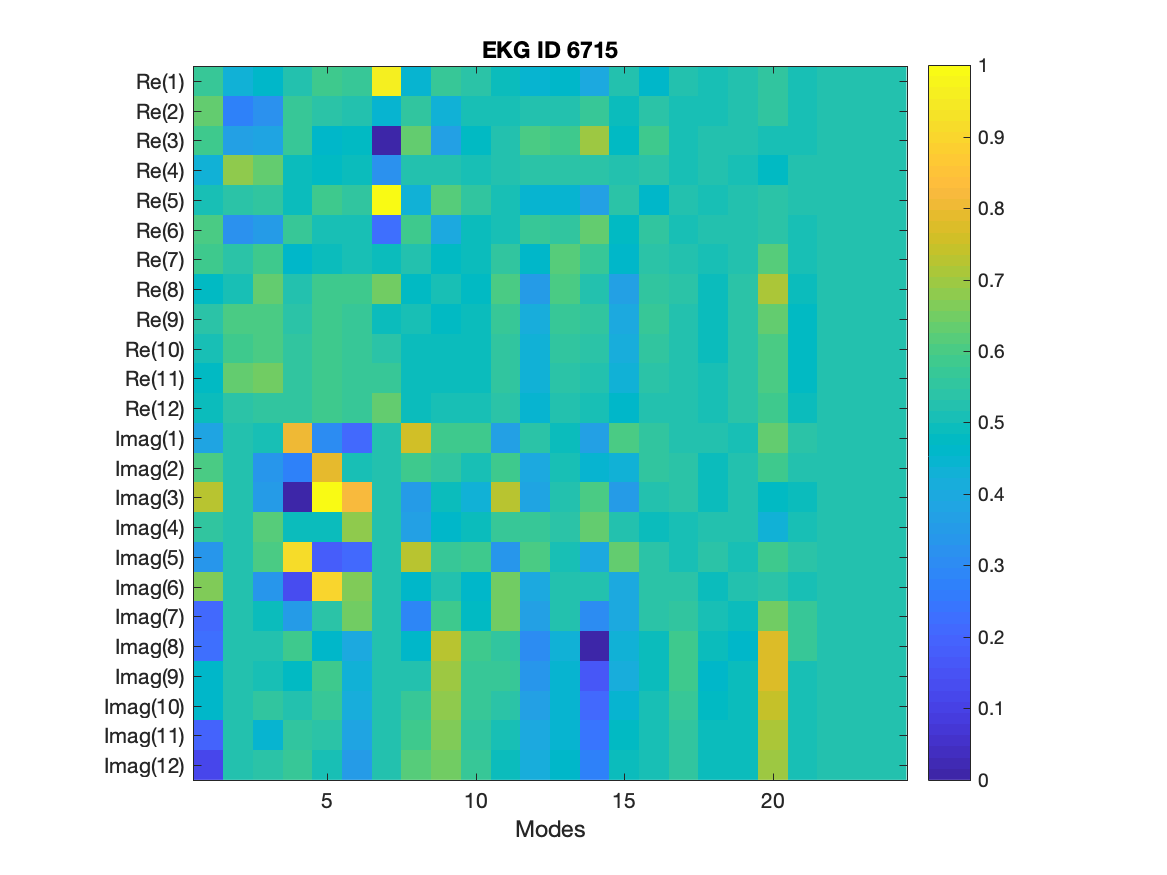 EKG ID 6715
Re(1)
Re(2)
Re(3)
Re(4)
Re(5)
Re(6)
Re(7)
Re(8)
Re(9)
Re(10)
Re(11)
Re(12)
Imag(1)
Imag(2)
Imag(3)
Imag(4)
Imag(5)
Imag(6)
Imag(7)
Imag(8)
Imag(9)
Imag(10)
Imag(11)
Imag(12)
5 10 15 20
Modes
1
0.9
0.8
0.7
0.6
0.5
0.4
0.3
0.2
0.1
0